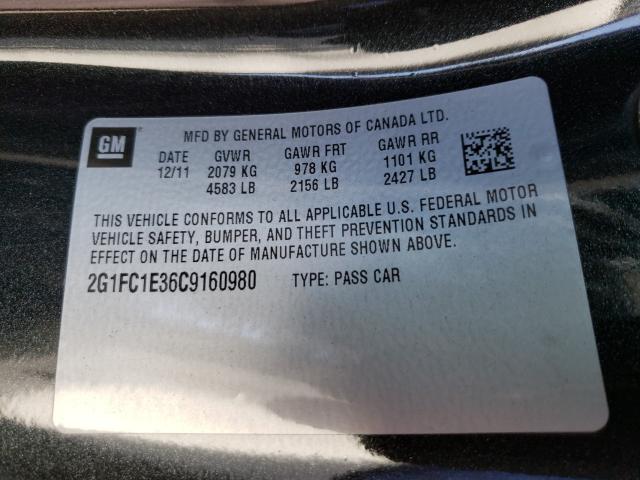 GM
MFD BY GENERAL MOTORS OF CANADA LTD.
DATE GVWR GAWR FRT GAWR RR
12/11 2079 KG 978 KG 1101 KG
4583 LB 2156 LB 2427 LB
THIS VEHICLE CONFORMS TO ALL APPLICABLE U.S. FEDERAL MOTOR
VEHICLE SAFETY, BUMPER, AND THEFT PREVENTION STANDARDS IN
EFFECT ON THE DATE OF MANUFACTURE SHOWN ABOVE.
2G1FC1E36C9160980 TYPE: PASS CAR